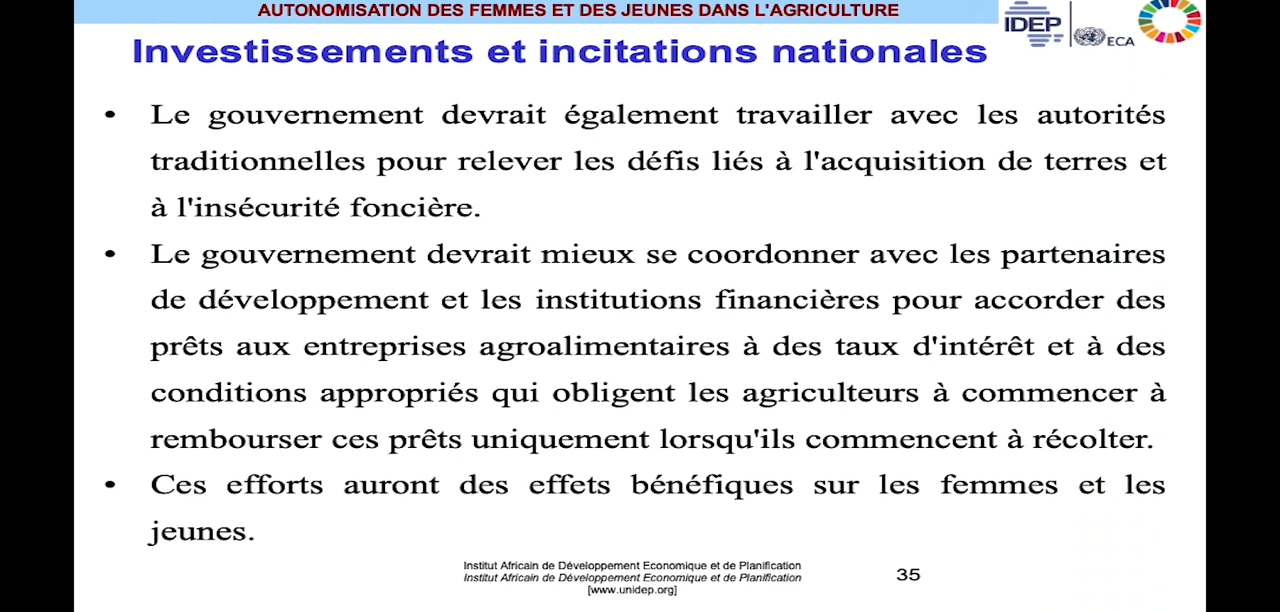 AUTONOMISATION DES FEMMES ET DES JEUNES DANS L'AGRICULTURE
IDEP
ECA
Investissements et incitations nationales
• Le gouvernement devrait également travailler avec les autorités
traditionnelles pour relever les défis liés à l'acquisition de terres et
à l'insécurité foncière.
• Le gouvernement devrait mieux se coordonner avec les partenaires
de développement et les institutions financières pour accorder des
prêts aux entreprises agroalimentaires à des taux d'intérêt et à des
conditions appropriés qui obligent les agriculteurs à commencer à
rembourser ces prêts uniquement lorsqu'ils commencent à récolter.
• Ces efforts auront des effets bénéfiques sur les femmes et les
jeunes.
Institut Africain de Développement Economique et de Planification
Institut Africain de Développement Economique et de Planification
[www.unidep.org]
35